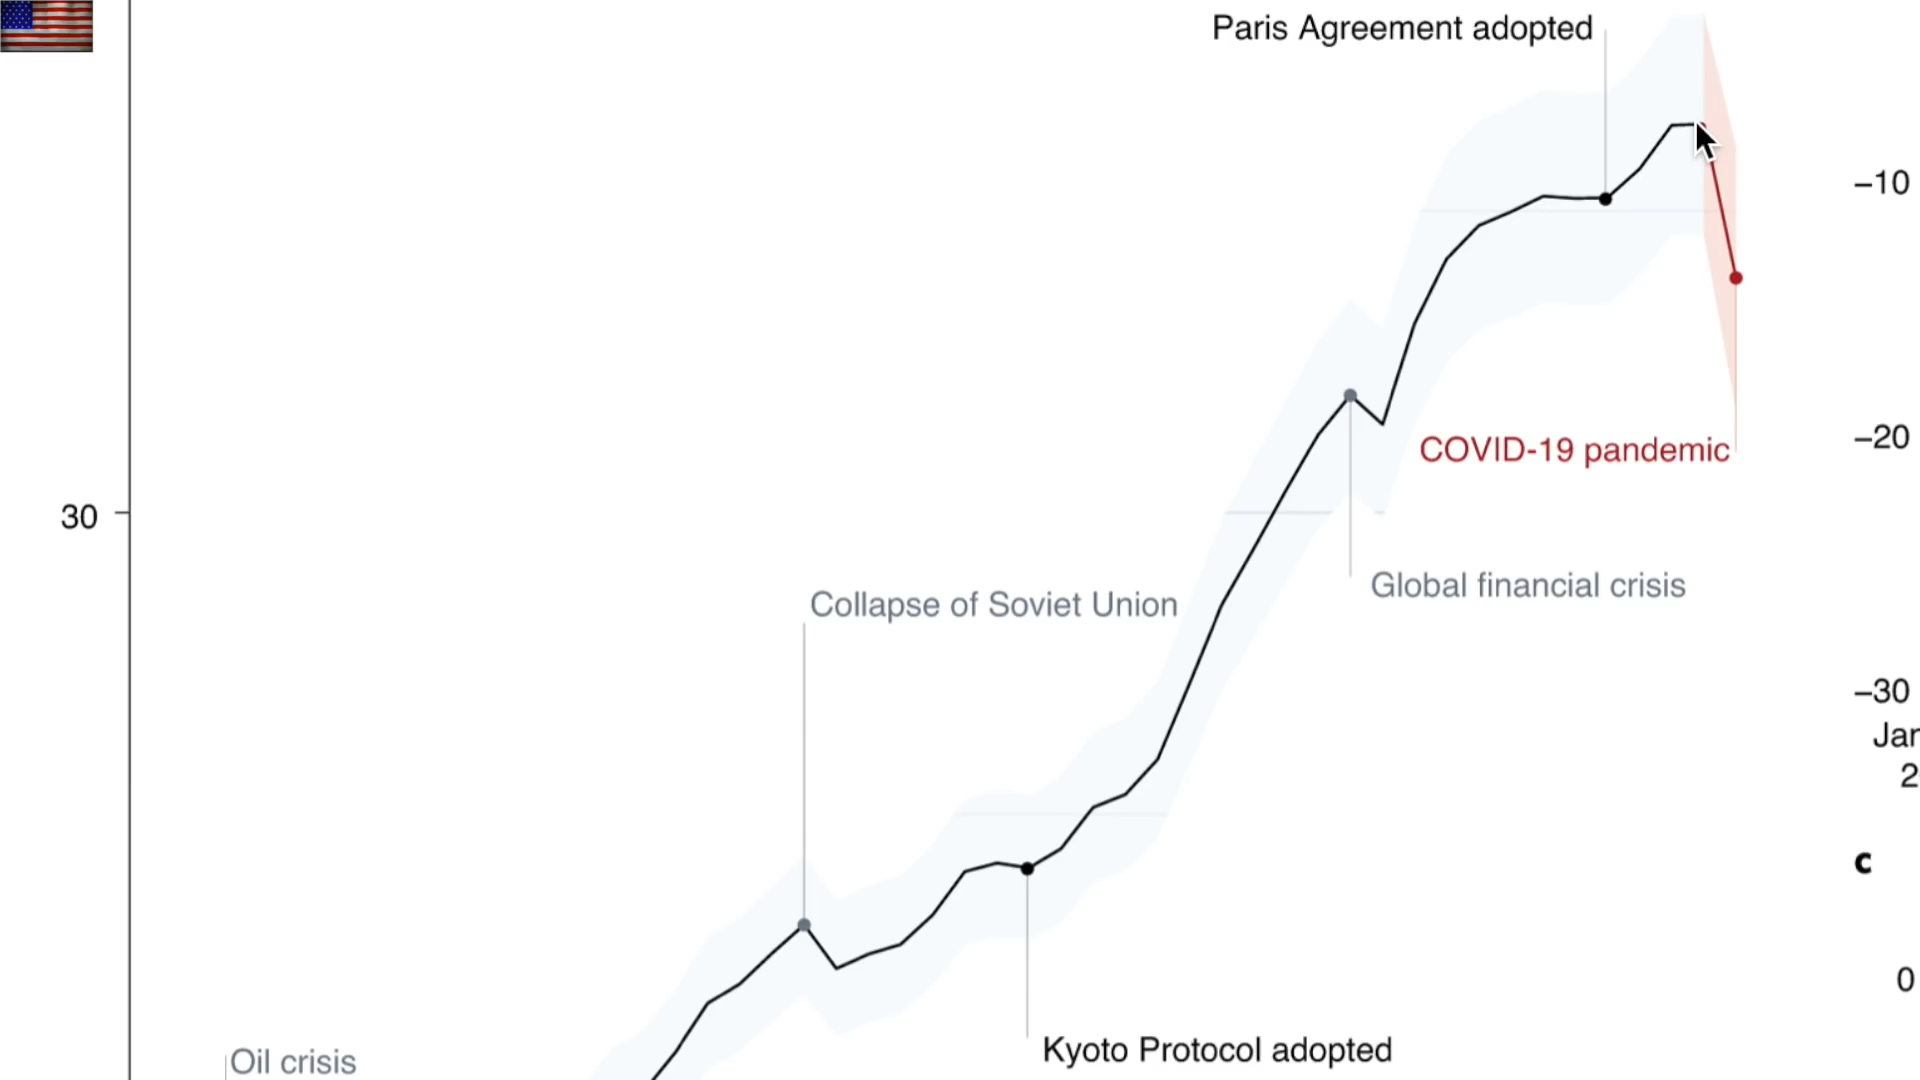 Paris Agreement adopted
–10
COVID-19 pandemic
–20
30
Global financial crisis
Collapse of Soviet Union
–30
Jan
2
c
0
Kyoto Protocol adopted
Oil crisis